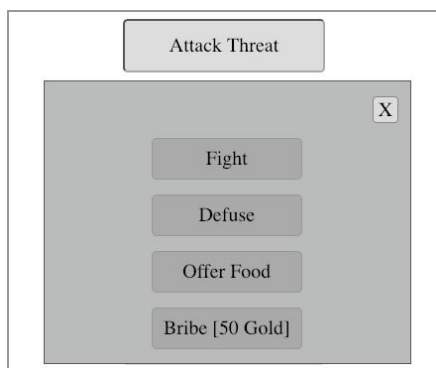 Attack Threat
X
Fight
Defuse
Offer Food
Bribe [50 Gold]